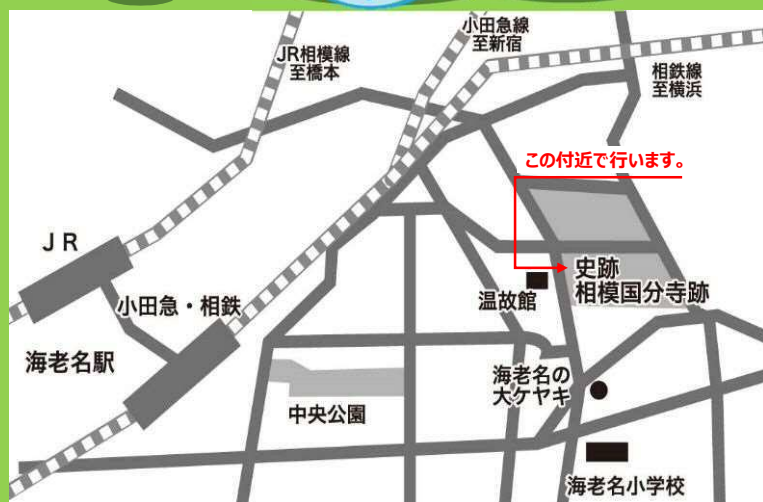 小田急線
至新宿
JR相模線
至橋本
相鉄線
至横浜
この付近で行います。
JR
史跡
相模国分寺跡
温故館
小田急・相鉄
海老名駅
海老名の
大ケヤキ
中央公園
海老名小学校